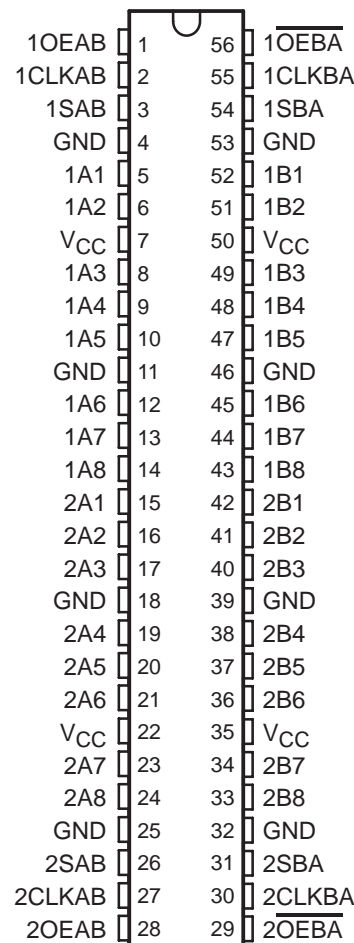 1OEAB 1 56 1OEBA
1CLKAB 2 55 1CLKBA
1SAB 3 54 1SBA
GND 4 53 GND
1A1 5 52 1B1
1A2 6 51 1B2
VCC 7 50 VCC
1A3 8 49 1B3
1A4 9 48 1B4
1A5 10 47 1B5
GND 11 46 GND
1A6 12 45 1B6
1A7 13 44 1B7
1A8 14 43 1B8
2A1 15 42 2B1
2A2 16 41 2B2
2A3 17 40 2B3
GND 18 39 GND
2A4 19 38 2B4
2A5 20 37 2B5
2A6 21 36 2B6
VCC 22 35 VCC
2A7 23 34 2B7
2A8 24 33 2B8
GND 25 32 GND
2SAB 26 31 2SBA
2CLKAB 27 30 2CLKBA
2OEAB 28 29 2OEBA